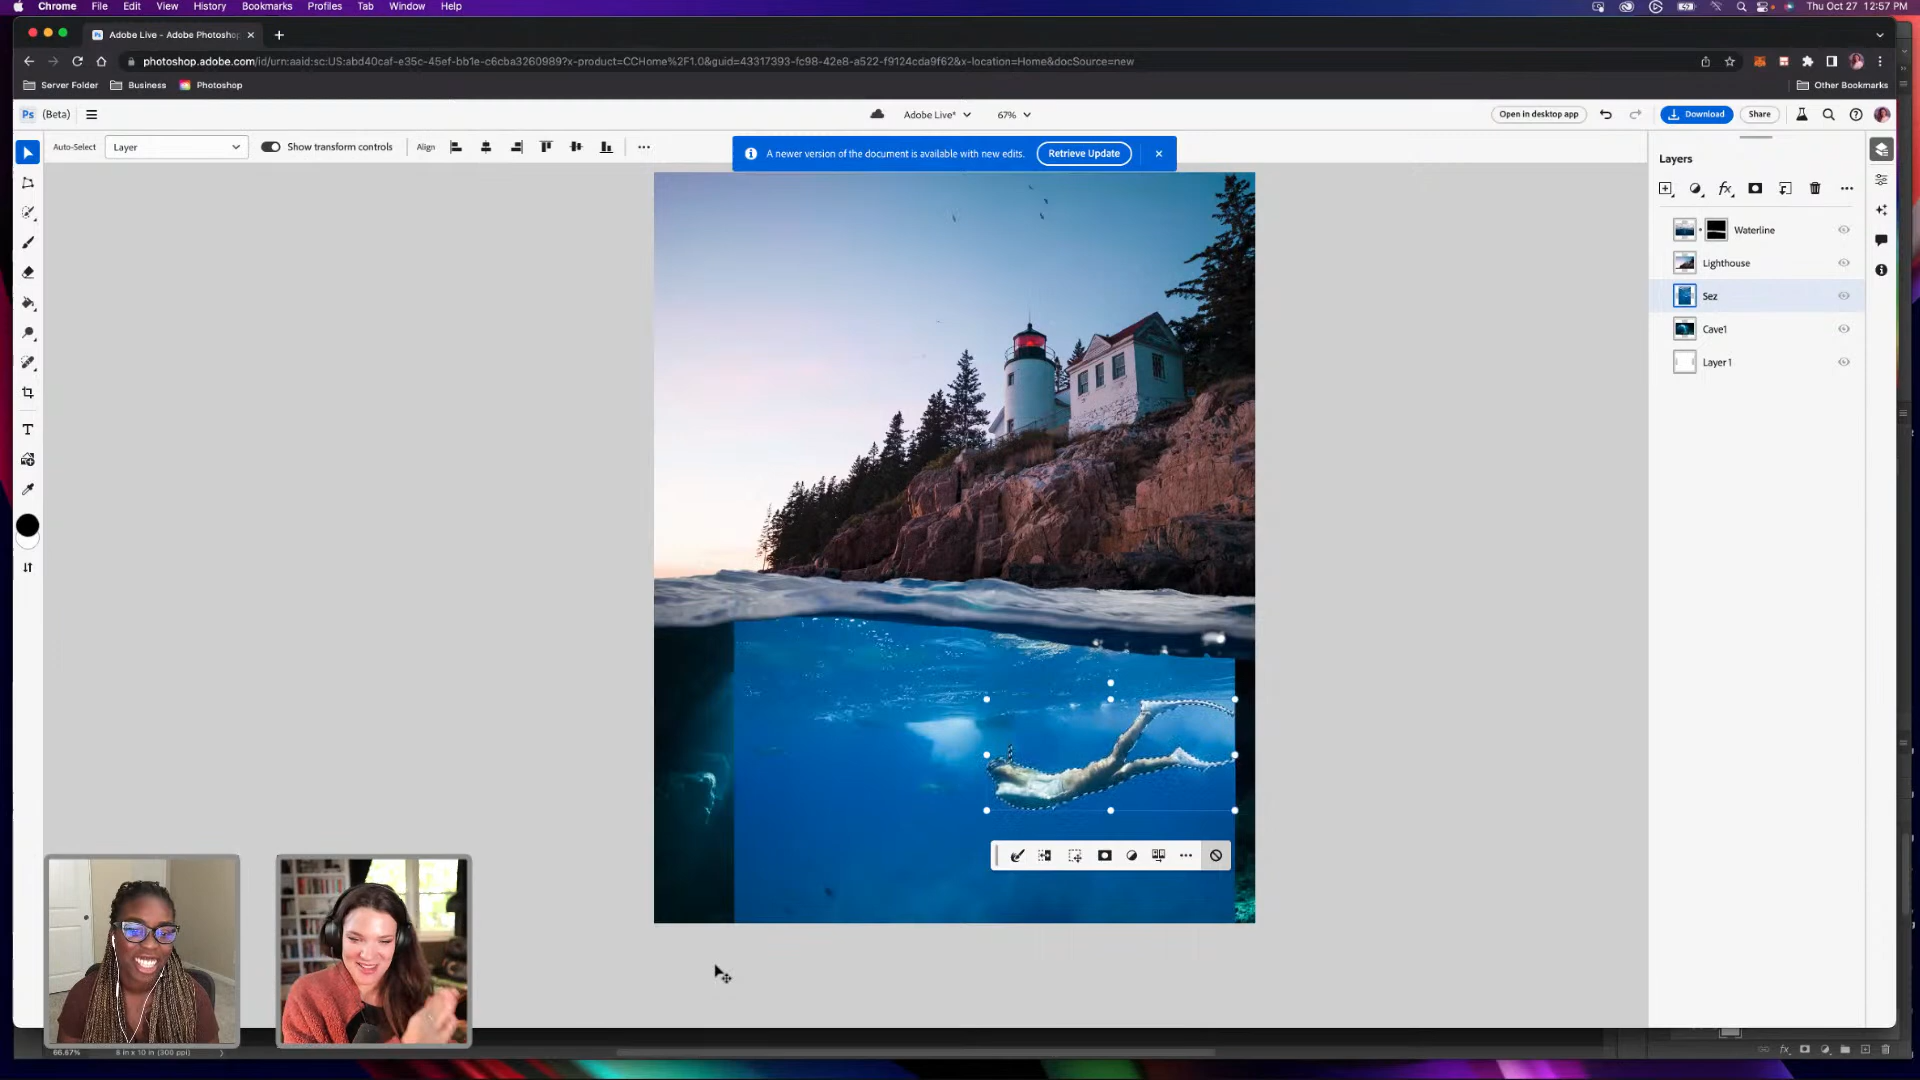 Chrome File Edit View History Bookmarks Profiles Tab Window Help Thu Oct 27 12:57 PM
Adobe Live - Adobe Photoshop
photoshop.adobe.com/id/urn:aaid:sc:US:abd40caf-e35c-45ef-bb1e-c6cba3260989?x-product=CCHome%2F1.0&guid=43317393-fc98-42e8-a522-f9124cda9f62&x-location=Home&docSource=new
Server Folder Business Photoshop Other Bookmarks
Ps (Beta) Adobe Live* 67% Open in desktop app Download Share
Auto-Select Layer Show transform controls Align
A newer version of the document is available with new edits. Retrieve Update
Layers
Waterline
Lighthouse
Sez
Cave1
Layer 1
66.67% 8 in x 10 in (300 ppi)